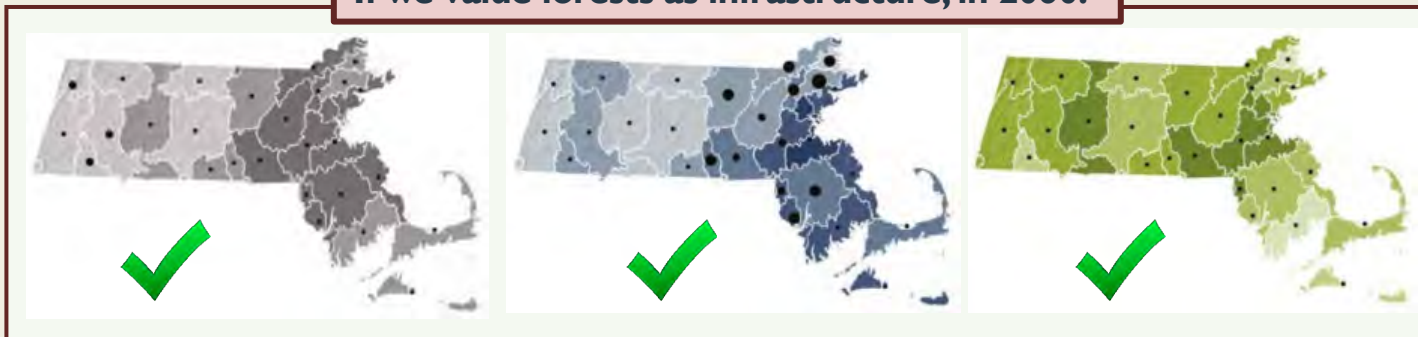 If we value forests as infrastructure, in 2060: